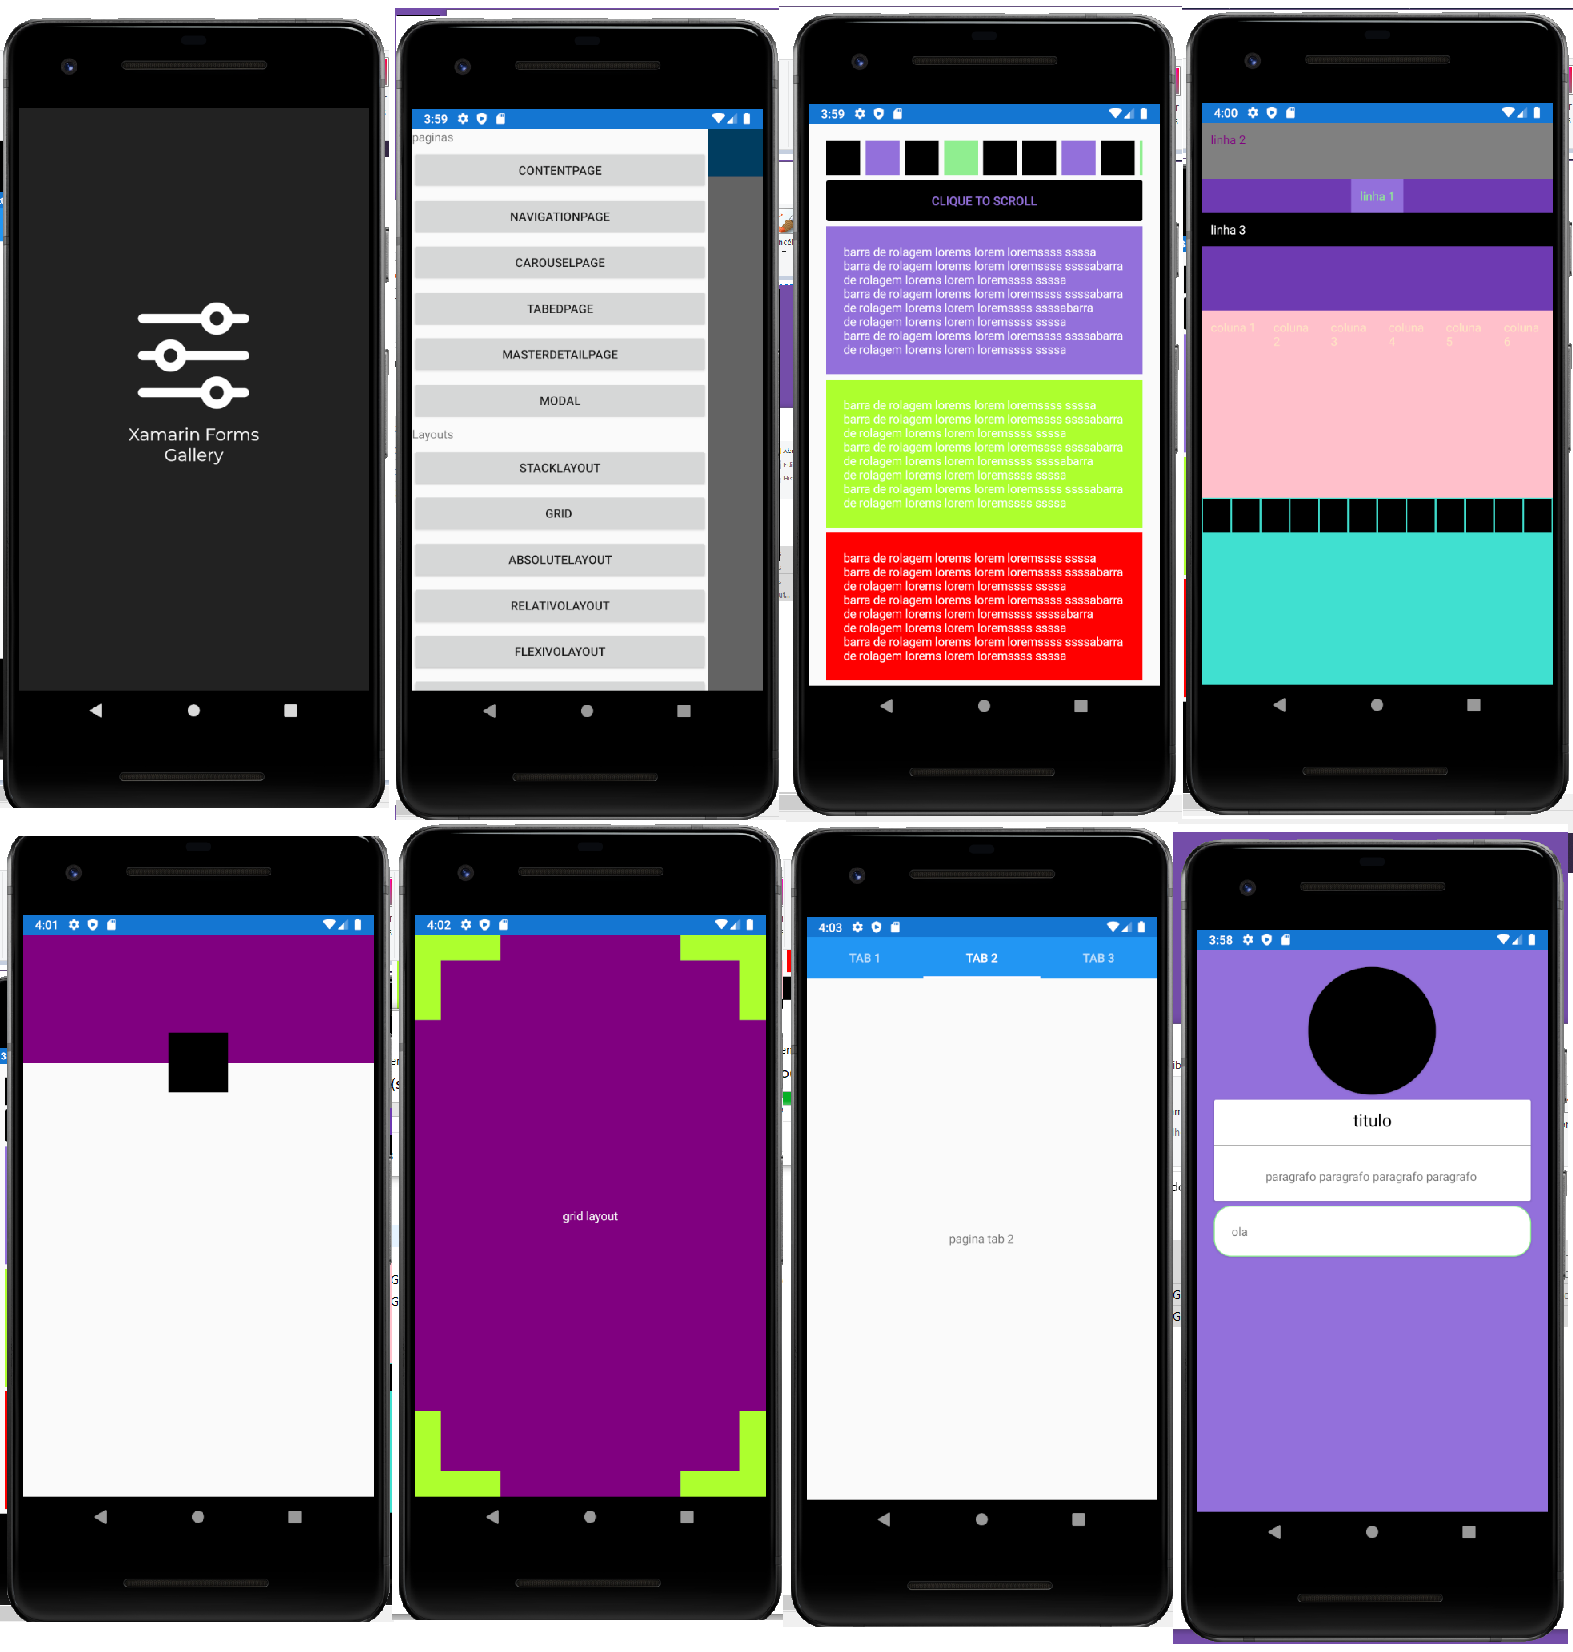 Xamarin Forms
Gallery
3:59
paginas
CONTENTPAGE
NAVIGATIONPAGE
CAROUSELPAGE
TABEDPAGE
MASTERDETAILPAGE
MODAL
Layouts
STACKLAYOUT
GRID
ABSOLUTELAYOUT
RELATIVOLAYOUT
FLEXIVOLAYOUT
3:59
CLIQUE TO SCROLL
barra de rolagem lorems lorem loremssss ssssa
barra de rolagem lorems lorem loremssss ssssabarra
de rolagem lorems lorem loremssss ssssa
barra de rolagem lorems lorem loremssss ssssabarra
de rolagem lorems lorem loremssss ssssabarra
de rolagem lorems lorem loremssss ssssa
barra de rolagem lorems lorem loremssss ssssabarra
de rolagem lorems lorem loremssss ssssa
barra de rolagem lorems lorem loremssss ssssa
barra de rolagem lorems lorem loremssss ssssabarra
de rolagem lorems lorem loremssss ssssa
barra de rolagem lorems lorem loremssss ssssabarra
de rolagem lorems lorem loremssss ssssabarra
de rolagem lorems lorem loremssss ssssa
barra de rolagem lorems lorem loremssss ssssabarra
de rolagem lorems lorem loremssss ssssa
barra de rolagem lorems lorem loremssss ssssa
barra de rolagem lorems lorem loremssss ssssabarra
de rolagem lorems lorem loremssss ssssa
barra de rolagem lorems lorem loremssss ssssabarra
de rolagem lorems lorem loremssss ssssabarra
de rolagem lorems lorem loremssss ssssa
barra de rolagem lorems lorem loremssss ssssabarra
de rolagem lorems lorem loremssss ssssa
4:00
linha 2
linha 1
linha 3
coluna 1 coluna coluna coluna coluna coluna
2 3 4 5 6
4:01
4:02
grid layout
4:03
TAB 1 TAB 2 TAB 3
pagina tab 2
3:58
titulo
paragrafo paragrafo paragrafo paragrafo
ola